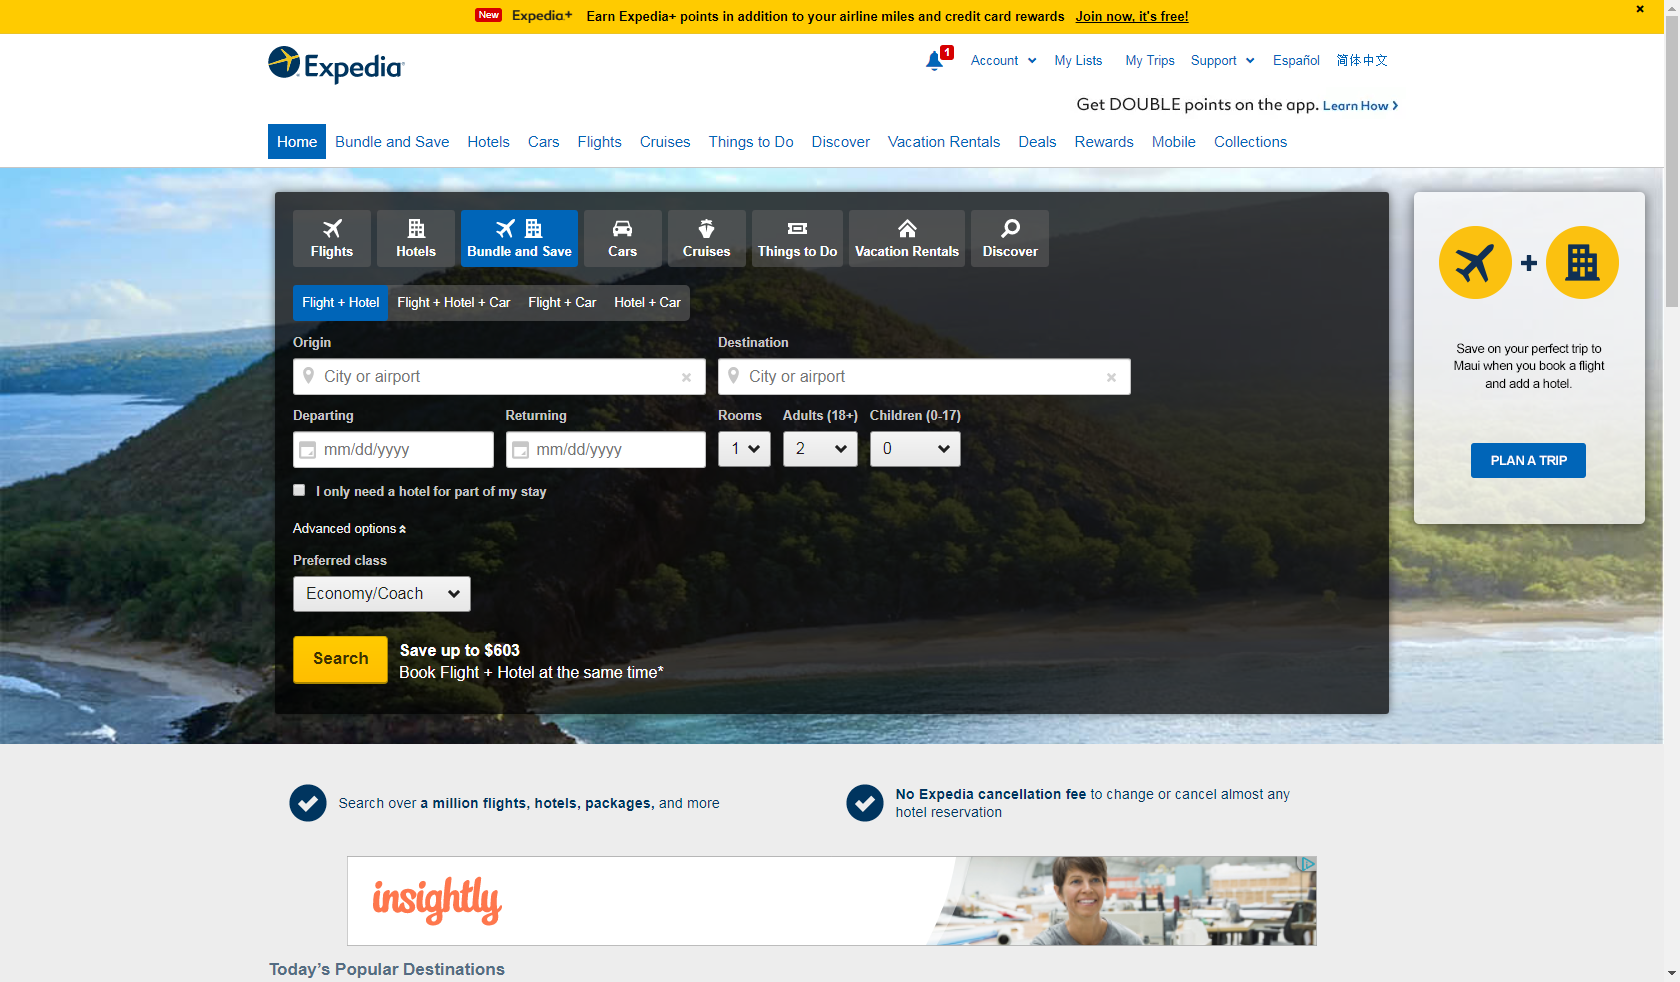 New Expedia+ Earn Expedia+ points in addition to your airline miles and credit card rewards Join now, it's free!
Expedia
1 Account My Lists My Trips Support Español 简体中文
Get DOUBLE points on the app. Learn How
Home Bundle and Save Hotels Cars Flights Cruises Things to Do Discover Vacation Rentals Deals Rewards Mobile Collections
Flights Hotels Bundle and Save Cars Cruises Things to Do Vacation Rentals Discover
Flight + Hotel Flight + Hotel + Car Flight + Car Hotel + Car
Origin Destination
City or airport City or airport
Departing Returning Rooms Adults (18+) Children (0-17)
mm/dd/yyyy mm/dd/yyyy 1 2 0
I only need a hotel for part of my stay
Advanced options
Preferred class
Economy/Coach
Search
Save up to $603
Book Flight + Hotel at the same time*
Save on your perfect trip to
Maui when you book a flight
and add a hotel.
PLAN A TRIP
Search over a million flights, hotels, packages, and more
No Expedia cancellation fee to change or cancel almost any
hotel reservation
insightly
Today's Popular Destinations